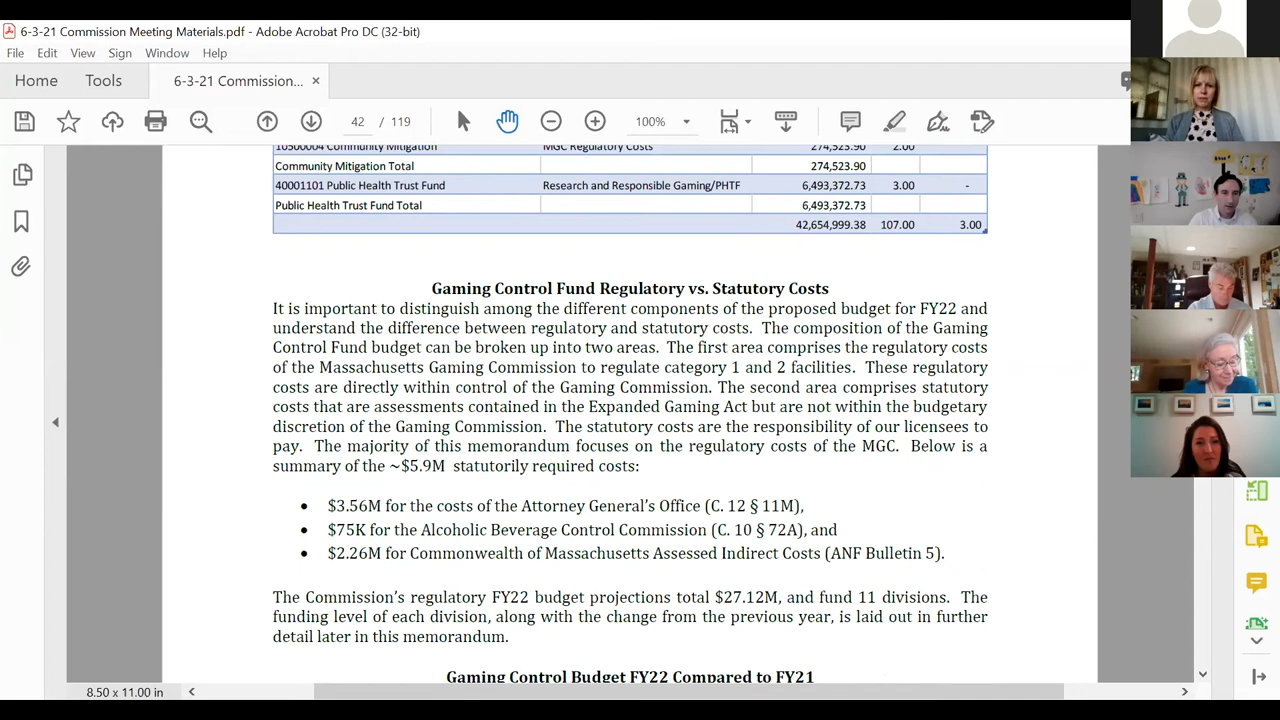 6-3-21 Commission Meeting Materials.pdf - Adobe Acrobat Pro DC (32-bit)
File Edit View Sign Window Help
Home Tools 6-3-21 Commission... ×
42 / 119 100%
10500004 Community Mitigation MGC Regulatory Costs 274,523.90 2.00
Community Mitigation Total 274,523.90
40001101 Public Health Trust Fund Research and Responsible Gaming/PHTF 6,493,372.73 3.00 -
Public Health Trust Fund Total 6,493,372.73
42,654,999.38 107.00 3.00
Gaming Control Fund Regulatory vs. Statutory Costs
It is important to distinguish among the different components of the proposed budget for FY22 and
understand the difference between regulatory and statutory costs. The composition of the Gaming
Control Fund budget can be broken up into two areas. The first area comprises the regulatory costs
of the Massachusetts Gaming Commission to regulate category 1 and 2 facilities. These regulatory
costs are directly within control of the Gaming Commission. The second area comprises statutory
costs that are assessments contained in the Expanded Gaming Act but are not within the budgetary
discretion of the Gaming Commission. The statutory costs are the responsibility of our licensees to
pay. The majority of this memorandum focuses on the regulatory costs of the MGC. Below is a
summary of the ~$5.9M statutorily required costs:
• $3.56M for the costs of the Attorney General's Office (C. 12 § 11M),
• $75K for the Alcoholic Beverage Control Commission (C. 10 § 72A), and
• $2.26M for Commonwealth of Massachusetts Assessed Indirect Costs (ANF Bulletin 5).
The Commission's regulatory FY22 budget projections total $27.12M, and fund 11 divisions. The
funding level of each division, along with the change from the previous year, is laid out in further
detail later in this memorandum.
Gaming Control Budget FY22 Compared to FY21
8.50 x 11.00 in